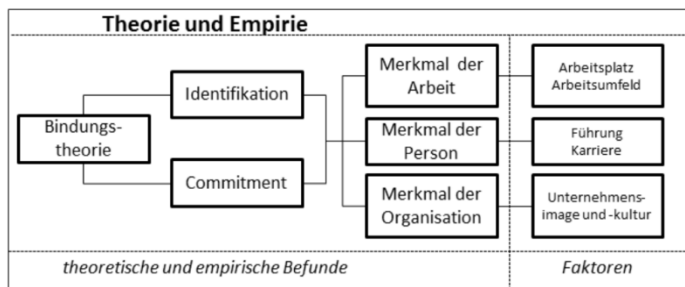 Theorie und Empirie
Bindungs-
theorie
Identifikation
Commitment
Merkmal der
Arbeit
Merkmal der
Person
Merkmal der
Organisation
Arbeitsplatz
Arbeitsumfeld
Führung
Karriere
Unternehmens-
image und -kultur
theoretische und empirische Befunde
Faktoren